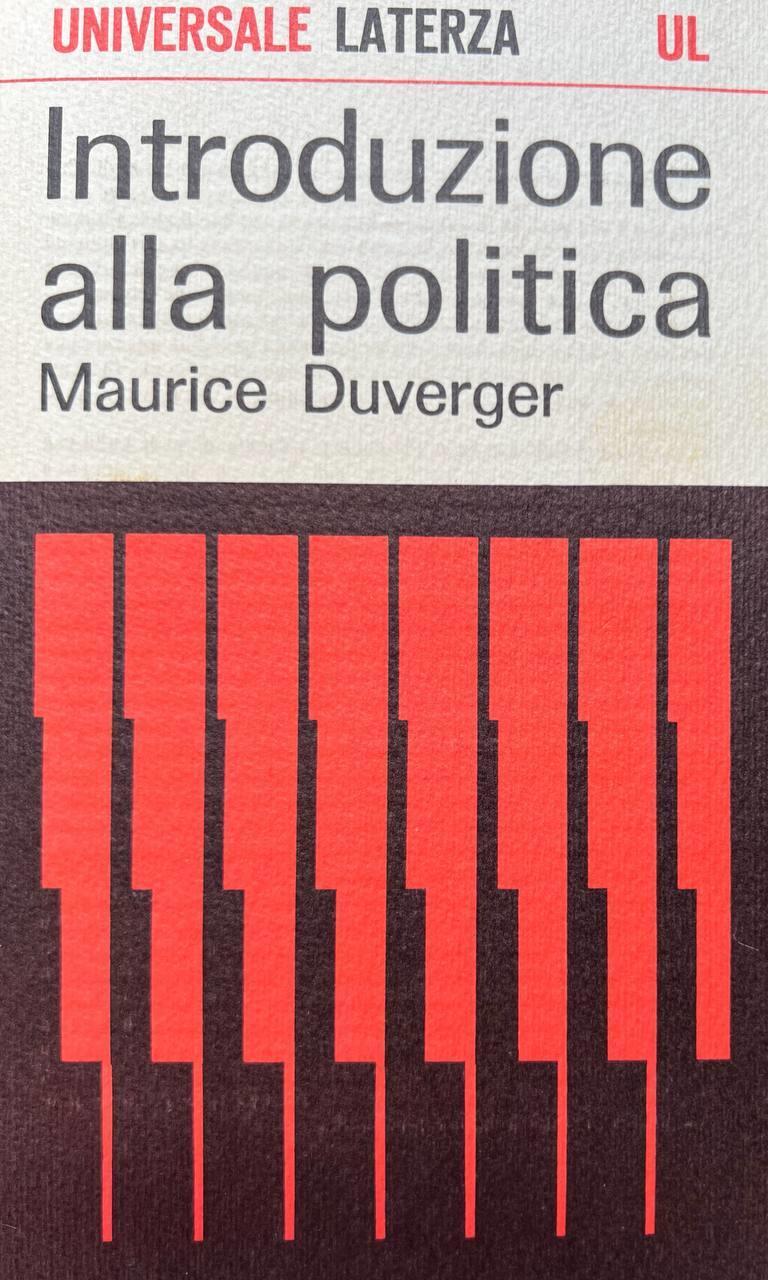 UNIVERSALE LATERZA UL
Introduzione
alla politica
Maurice Duverger